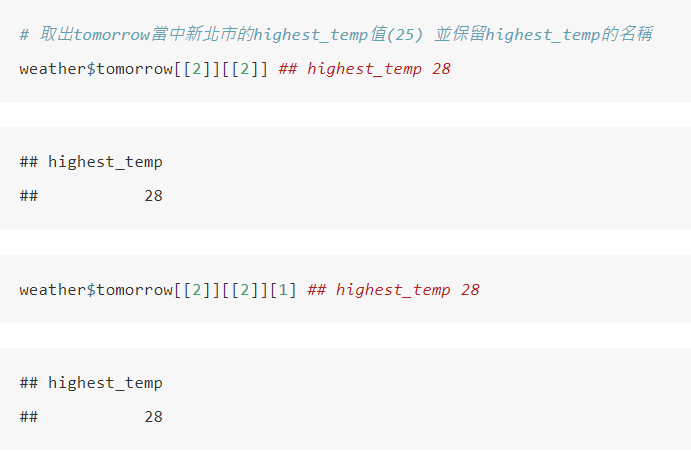 # 取出tomorrow當中新北市的highest_temp值(25) 並保留highest_temp的名稱
weather$tomorrow[[2]][[2]] ## highest_temp 28
## highest_temp
##           28
weather$tomorrow[[2]][[2]][1] ## highest_temp 28
## highest_temp
##           28